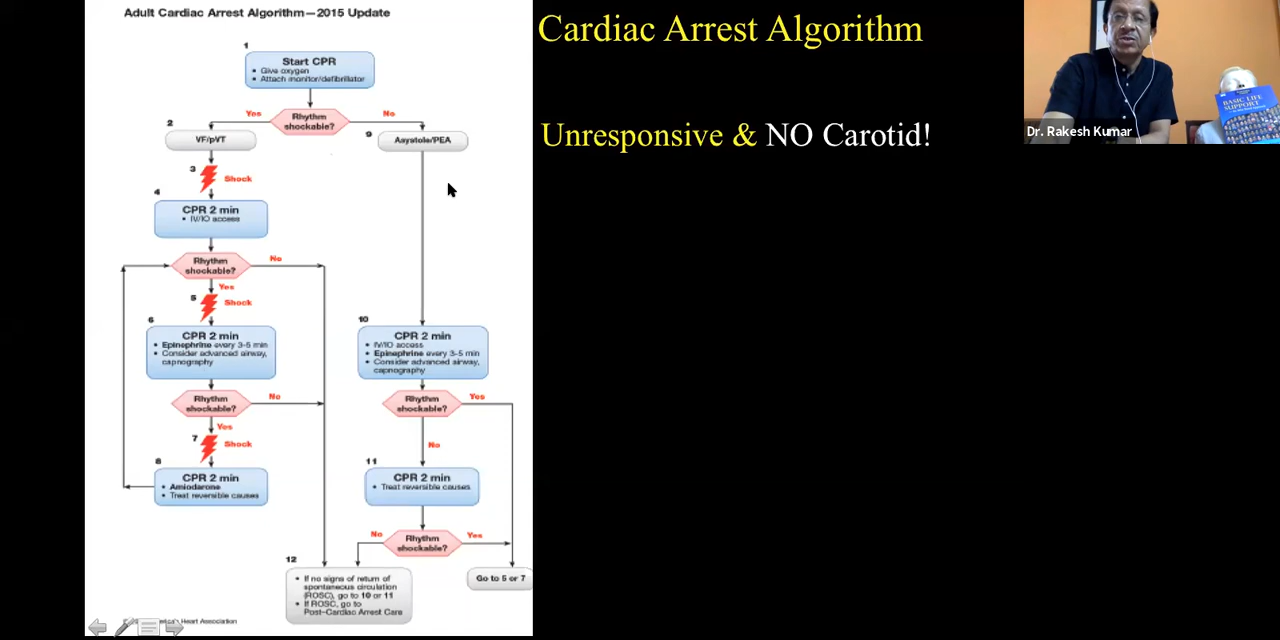 Adult Cardiac Arrest Algorithm—2015 Update
1
Start CPR
• Give oxygen
• Attach monitor/defibrillator
Yes
Rhythm
shockable?
No
2
VF/pVT
9
Asystole/PEA
3
Shock
4
CPR 2 min
• IV/IO access
Rhythm
shockable?
No
Yes
5
Shock
6
CPR 2 min
• Epinephrine every 3-5 min
• Consider advanced airway,
capnography
Rhythm
shockable?
No
Yes
7
Shock
8
CPR 2 min
• Amiodarone
• Treat reversible causes
10
CPR 2 min
• IV/IO access
• Epinephrine every 3-5 min
• Consider advanced airway,
capnography
Rhythm
shockable?
Yes
No
11
CPR 2 min
• Treat reversible causes
No
Rhythm
shockable?
Yes
12
• If no signs of return of
spontaneous circulation
(ROSC), go to 10 or 11
• If ROSC, go to
Post-Cardiac Arrest Care
Go to 5 or 7
Heart Association
Cardiac Arrest Algorithm
Unresponsive & NO Carotid!
BASIC LIFE
SUPPORT
Dr. Rakesh Kumar